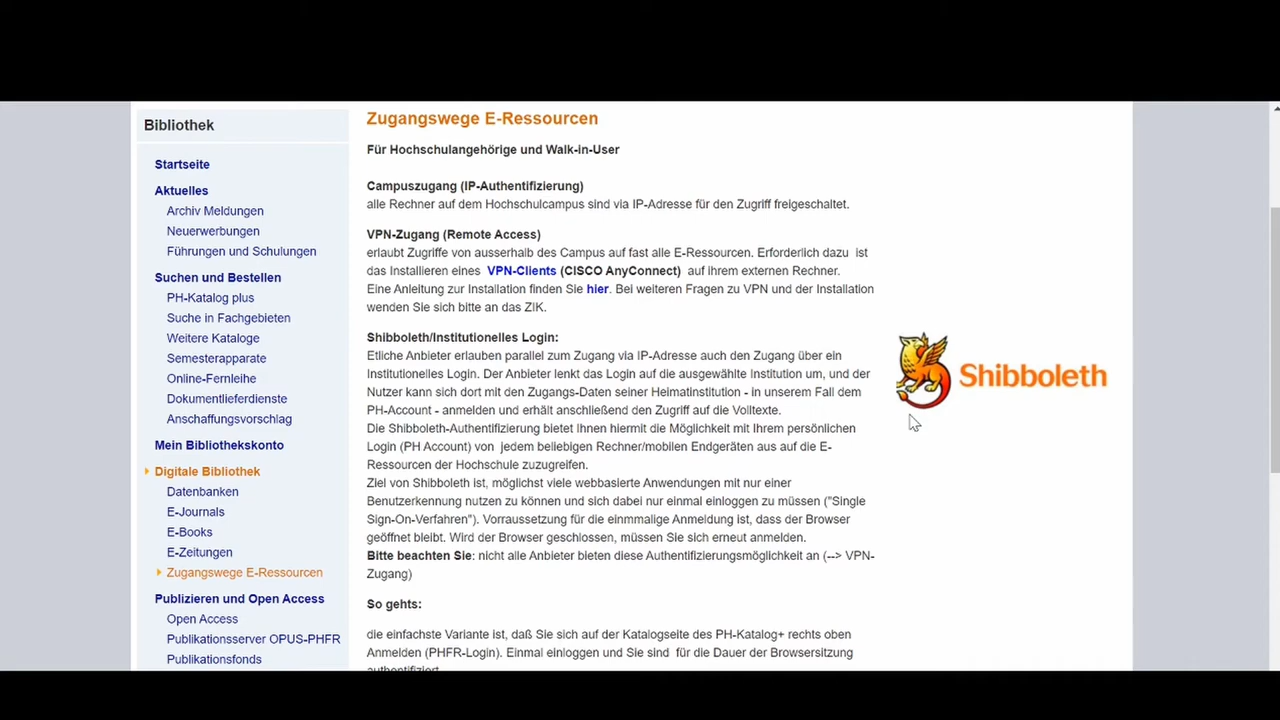 Bibliothek
Startseite
Aktuelles
Archiv Meldungen
Neuerwerbungen
Führungen und Schulungen
Suchen und Bestellen
PH-Katalog plus
Suche in Fachgebieten
Weitere Kataloge
Semesterapparate
Online-Fernleihe
Dokumentlieferdienste
Anschaffungsvorschlag
Mein Bibliothekskonto
Digitale Bibliothek
Datenbanken
E-Journals
E-Books
E-Zeitungen
Zugangswege E-Ressourcen
Publizieren und Open Access
Open Access
Publikationsserver OPUS-PHFR
Publikationsfonds
Zugangswege E-Ressourcen
Für Hochschulangehörige und Walk-in-User
Campuszugang (IP-Authentifizierung)
alle Rechner auf dem Hochschulcampus sind via IP-Adresse für den Zugriff freigeschaltet.
VPN-Zugang (Remote Access)
erlaubt Zugriffe von ausserhalb des Campus auf fast alle E-Ressourcen. Erforderlich dazu ist
das Installieren eines VPN-Clients (CISCO AnyConnect) auf ihrem externen Rechner.
Eine Anleitung zur Installation finden Sie hier. Bei weiteren Fragen zu VPN und der Installation
wenden Sie sich bitte an das ZIK.
Shibboleth/Institutionelles Login:
Etliche Anbieter erlauben parallel zum Zugang via IP-Adresse auch den Zugang über ein
Institutionelles Login. Der Anbieter lenkt das Login auf die ausgewählte Institution um, und der
Nutzer kann sich dort mit den Zugangs-Daten seiner Heimatinstitution - in unserem Fall dem
PH-Account - anmelden und erhält anschließend den Zugriff auf die Volltexte.
Die Shibboleth-Authentifizierung bietet Ihnen hiermit die Möglichkeit mit Ihrem persönlichen
Login (PH Account) von jedem beliebigen Rechner/mobilen Endgeräten aus auf die E-
Ressourcen der Hochschule zuzugreifen.
Ziel von Shibboleth ist, möglichst viele webbasierte Anwendungen mit nur einer
Benutzerkennung nutzen zu können und sich dabei nur einmal einloggen zu müssen ("Single
Sign-On-Verfahren"). Vorraussetzung für die einmmalige Anmeldung ist, dass der Browser
geöffnet bleibt. Wird der Browser geschlossen, müssen Sie sich erneut anmelden.
Bitte beachten Sie: nicht alle Anbieter bieten diese Authentifizierungsmöglichkeit an (--> VPN-
Zugang)
So gehts:
die einfachste Variante ist, daß Sie sich auf der Katalogseite des PH-Katalog+ rechts oben
Anmelden (PHFR-Login). Einmal einloggen und Sie sind für die Dauer der Browsersitzung
authentifiziert.
Shibboleth